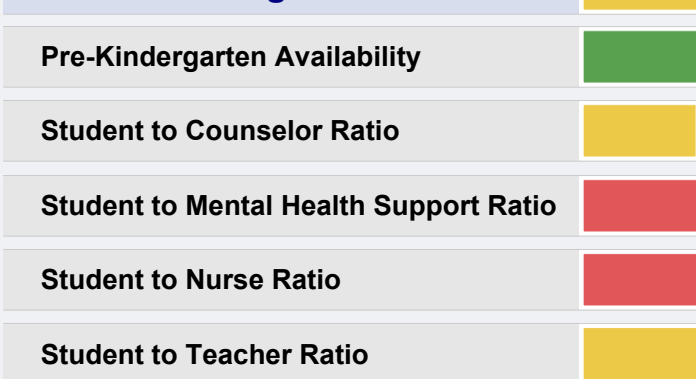 Pre-Kindergarten Availability
Student to Counselor Ratio
Student to Mental Health Support Ratio
Student to Nurse Ratio
Student to Teacher Ratio